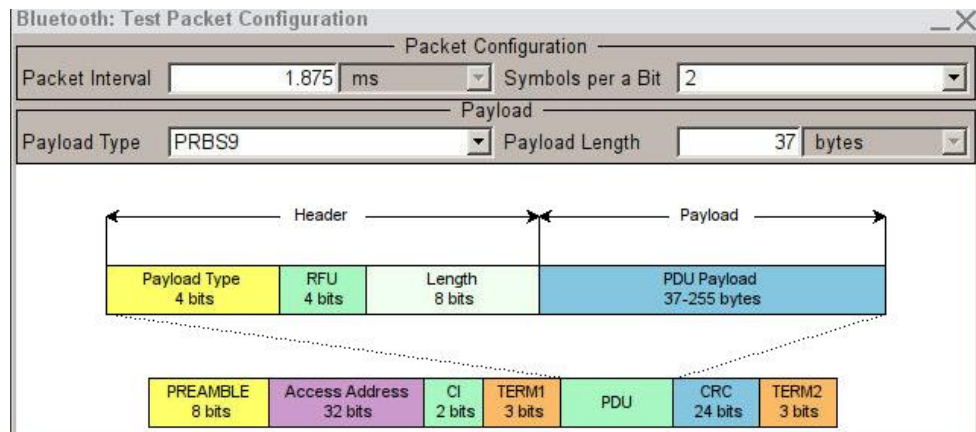 Bluetooth: Test Packet Configuration
Packet Configuration
Packet Interval 1.875 ms Symbols per a Bit 2
Payload
Payload Type PRBS9 Payload Length 37 bytes
Header Payload
Payload Type RFU Length PDU Payload
4 bits 4 bits 8 bits 37-255 bytes
PREAMBLE Access Address CI TERM1 PDU CRC TERM2
8 bits 32 bits 2 bits 3 bits 24 bits 3 bits